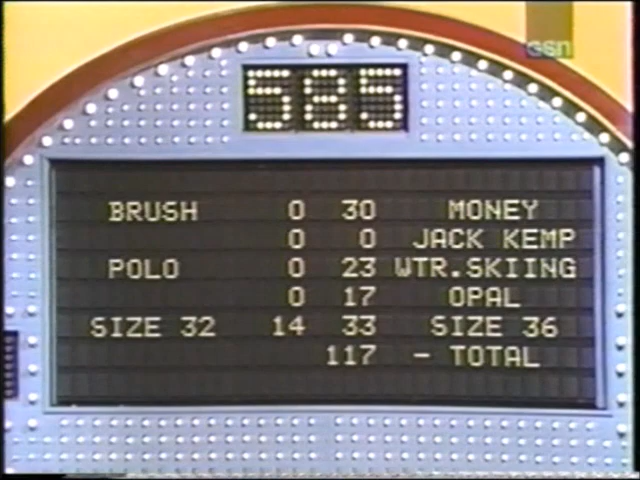 GSN
585
BRUSH 0 30 MONEY
0 0 JACK KEMP
POLO 0 23 WTR.SKIING
0 17 OPAL
SIZE 32 14 33 SIZE 36
117 - TOTAL